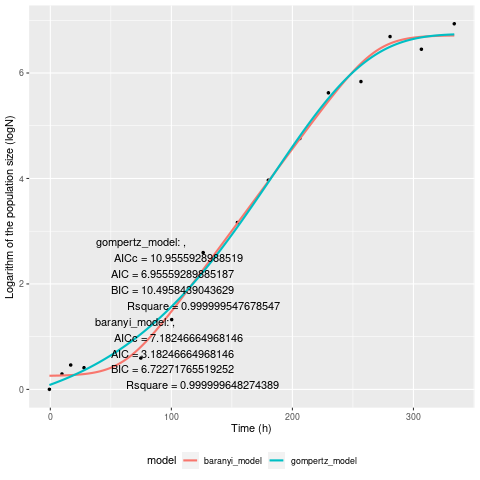 6
4
2
0
Logarithm of the population size (logN)
gompertz_model: ,
AICc = 10.9555928988519
AIC = 6.95559289885187
BIC = 10.4958439043629
Rsquare = 0.999999547678547
baranyi_model: ,
AICc = 7.18246664968146
AIC = 3.18246664968146
BIC = 6.72271765519252
Rsquare = 0.999999648274389
0 100 200 300
Time (h)
model baranyi_model gompertz_model